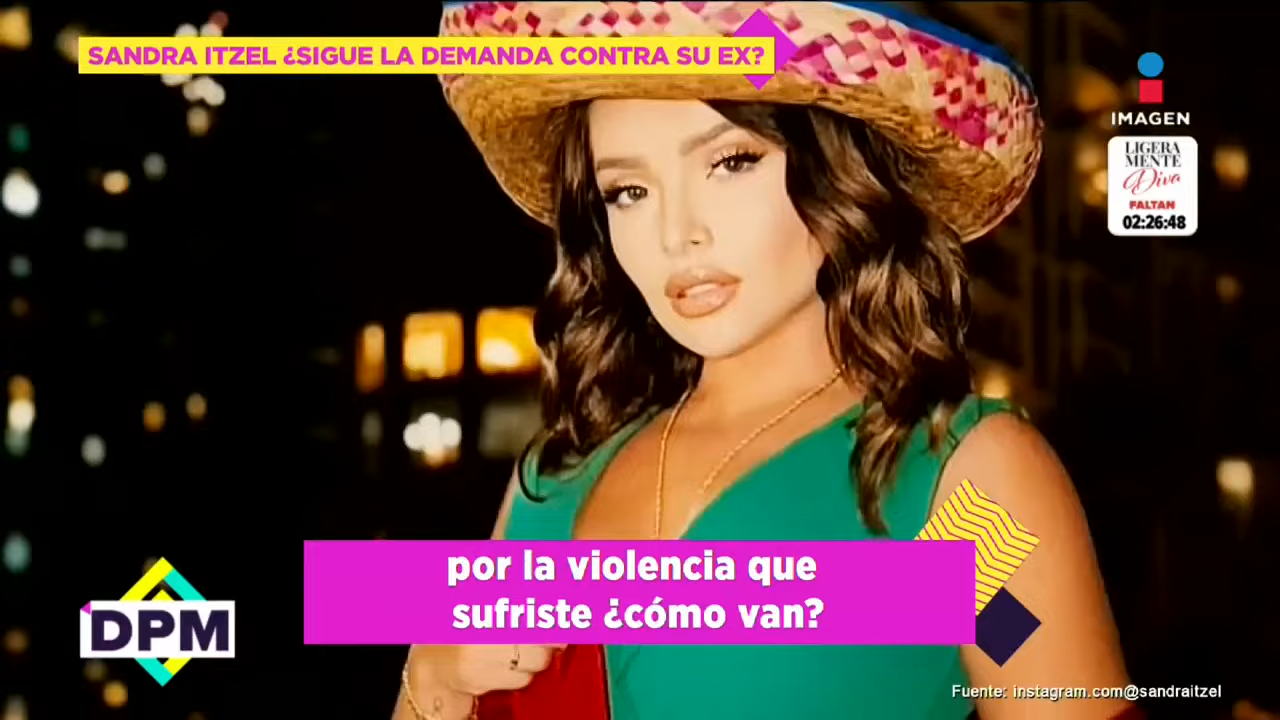 SANDRA ITZEL ¿SIGUE LA DEMANDA CONTRA SU EX?
IMAGEN
LIGERA
MENTE
Diva
FALTAN
02:26:48
por la violencia que
sufriste ¿cómo van?
DPM
Fuente: instagram.com@sandraitzel